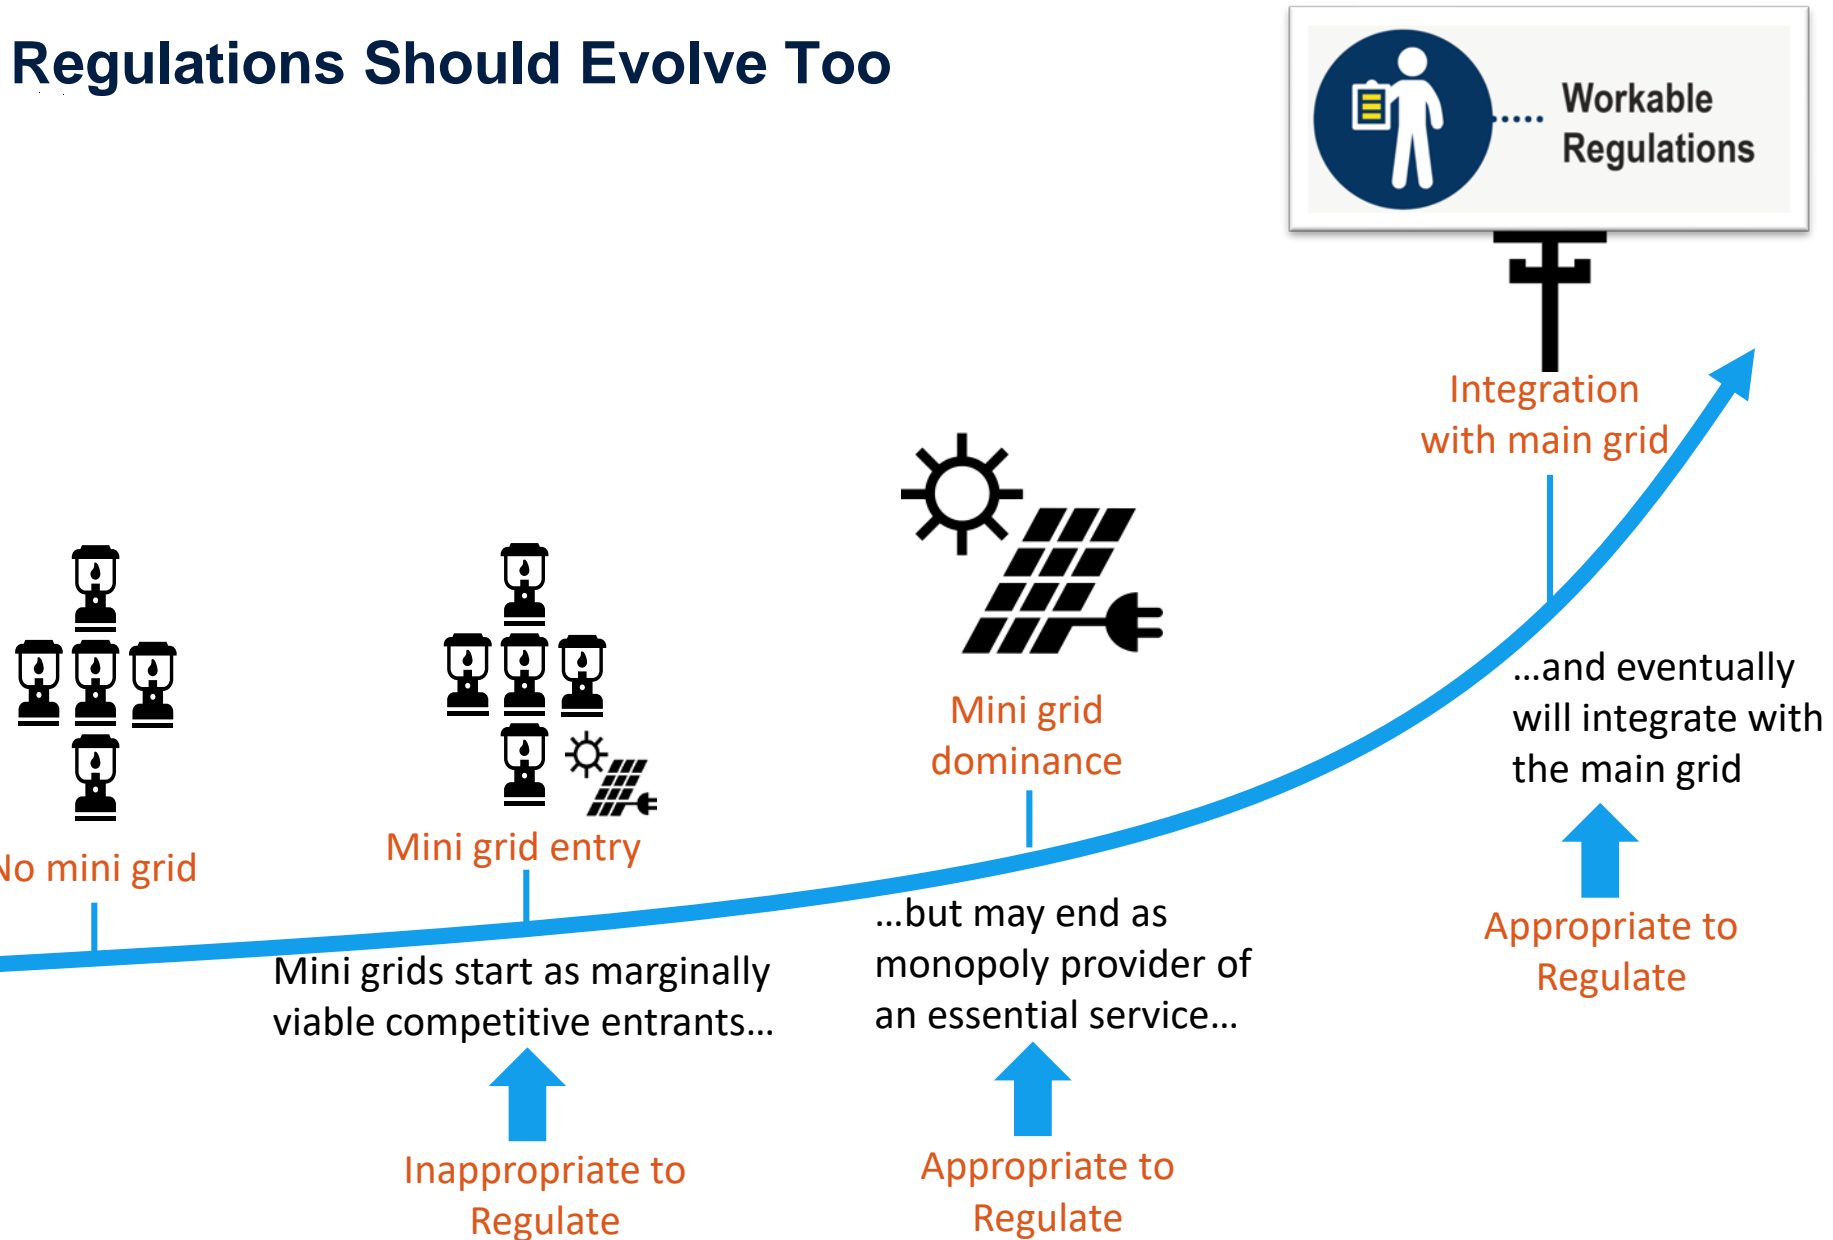 Regulations Should Evolve Too
Workable
Regulations
Integration
with main grid
Mini grid
dominance
Mini grid entry
No mini grid
Mini grids start as marginally
viable competitive entrants...
Inappropriate to
Regulate
...but may end as
monopoly provider of
an essential service...
Appropriate to
Regulate
...and eventually
will integrate with
the main grid
Appropriate to
Regulate